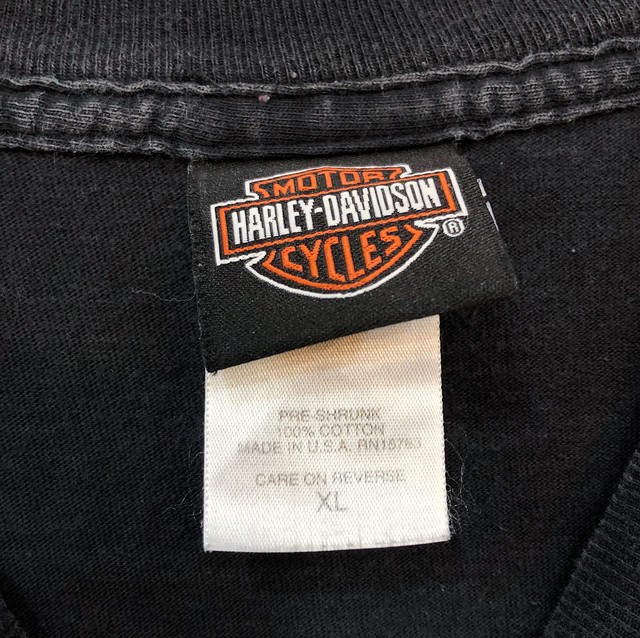 MOTOR
HARLEY-DAVIDSON
CYCLES
®
PRE-SHRUNK
100% COTTON
MADE IN U.S.A. RN15763
CARE ON REVERSE
XL